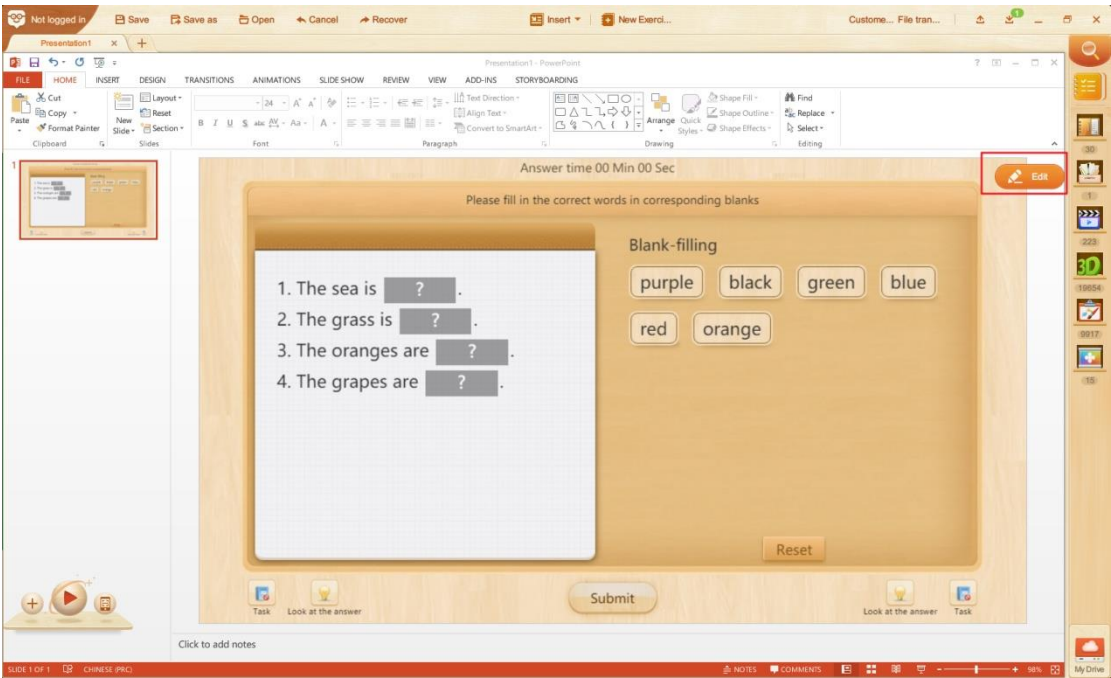 Not logged in Save Save as Open Cancel Recover Insert New Exerci... Custome... File tran... 1
Presentation1 × +
Presentation1 - PowerPoint
FILE HOME INSERT DESIGN TRANSITIONS ANIMATIONS SLIDE SHOW REVIEW VIEW ADD-INS STORYBOARDING
Paste
Cut
Copy
Format Painter
Clipboard
New Slide
Layout
Reset
Section
Slides
24
B I U S abc AV Aa A
Font
Text Direction
Align Text
Convert to SmartArt
Paragraph
Arrange
Quick Styles
Shape Fill
Shape Outline
Shape Effects
Drawing
Find
Replace
Select
Editing
1
Answer time 00 Min 00 Sec
Edit
Please fill in the correct words in corresponding blanks
1. The sea is ? .
2. The grass is ? .
3. The oranges are ? .
4. The grapes are ? .
Blank-filling
purple black green blue
red orange
Reset
Task Look at the answer Submit Look at the answer Task
Click to add notes
30
(1)
223
3D
19654
9917
15
My Drive
SLIDE 1 OF 1 CHINESE (PRC) NOTES COMMENTS 98%